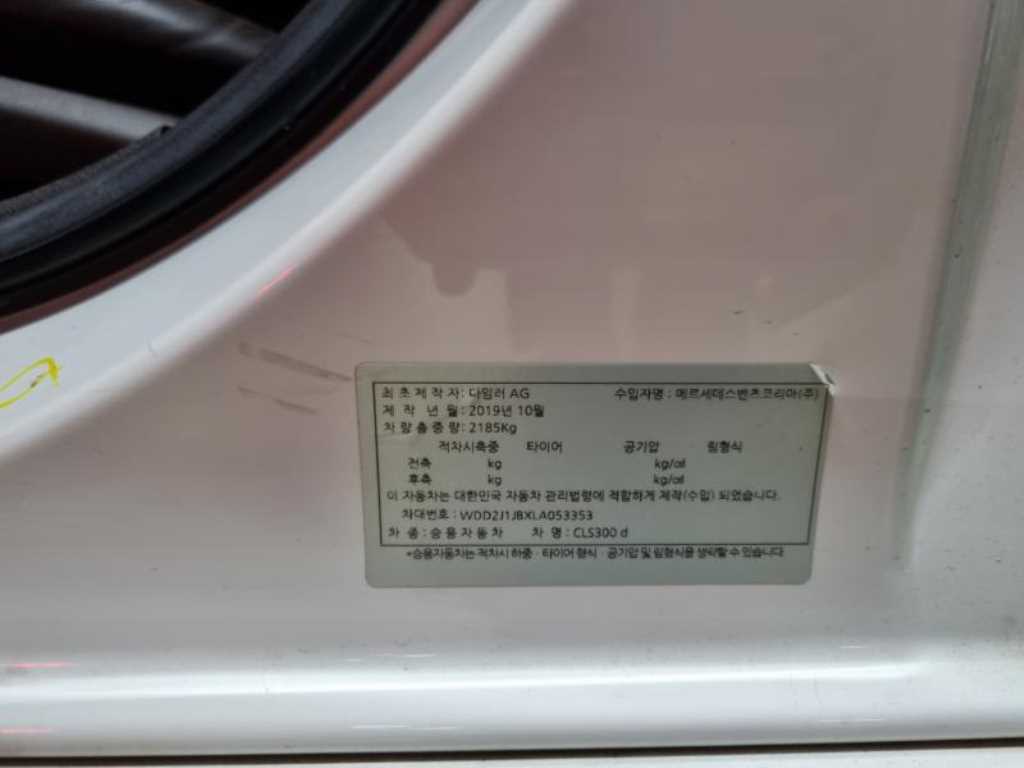 최초제작자: 다임러 AG 수입자명 : 메르세데스벤츠코리아(주)
제 작 년 월: 2019년 10월
차 량 총 중 량: 2185Kg
적차시축중 타이어 공기압 림형식
전축 kg kg/㎠
후축 kg kg/㎠
이 자동차는 대한민국 자동차 관리법령에 적합하게 제작(수입) 되었습니다.
차대번호 : WDD2J1JBXLA053353
차 종 : 승용자동차 차 명 : CLS300 d
*승용자동차는 적차시 하중 · 타이어 형식 · 공기압 및 림형식을 생략할 수 있습니다